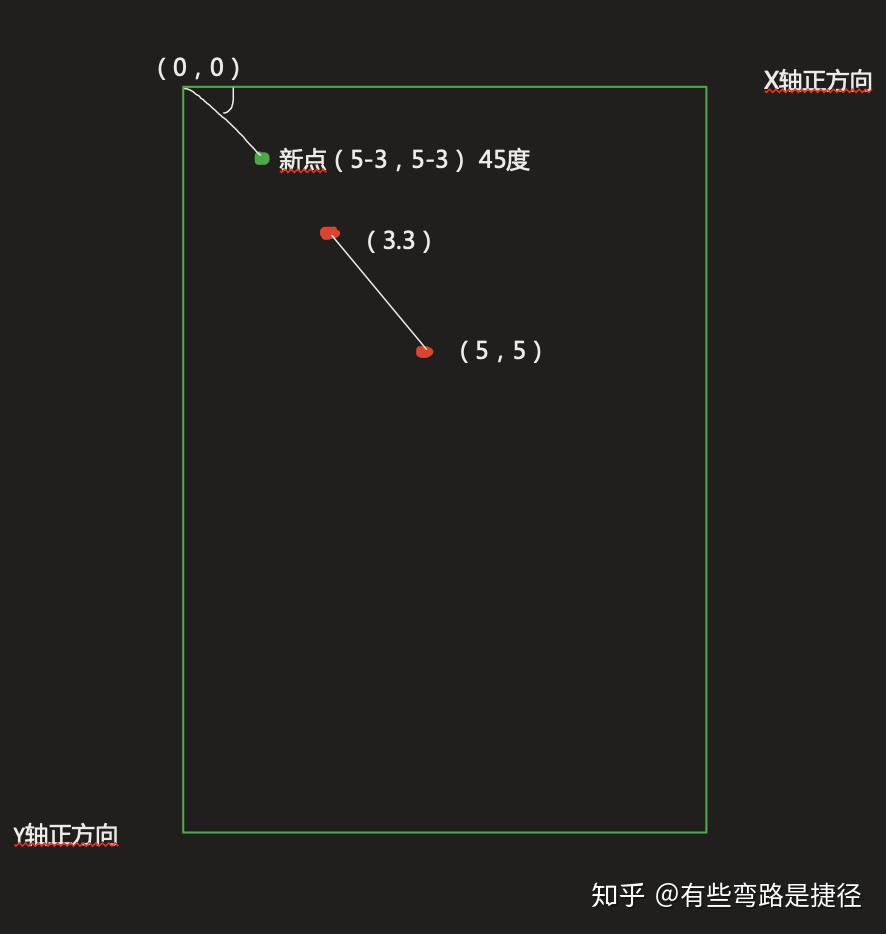 （0，0）
X轴正方向
新点（5-3，5-3）45度
（3.3）
（5，5）
Y轴正方向
知乎 @有些弯路是捷径